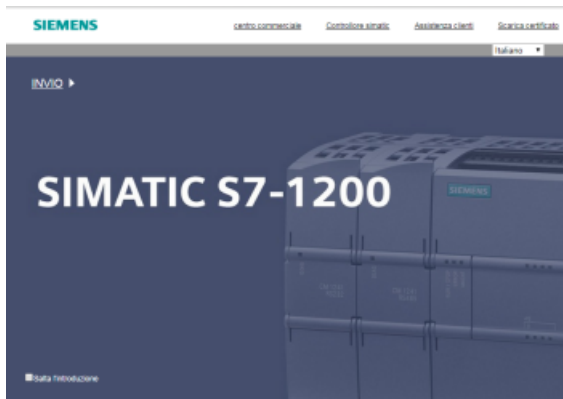 SIEMENS
centro commerciale Controllore simatic Assistenza clienti Scarica certificato
Italiano
INVIO
SIMATIC S7-1200
SIEMENS
Salta l'introduzione